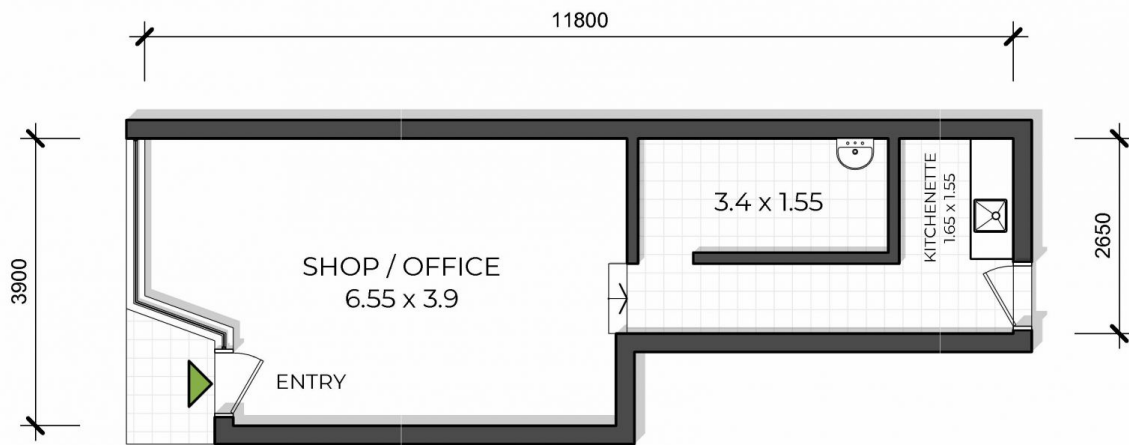 11800
3900
SHOP / OFFICE
6.55 x 3.9
ENTRY
3.4 x 1.55
KITCHENETTE
1.65 x 1.55
2650